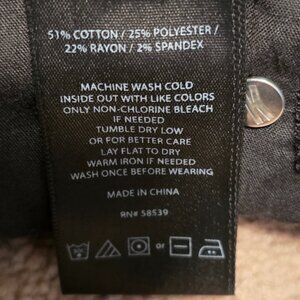 51% COTTON / 25% POLYESTER /
22% RAYON / 2% SPANDEX
MACHINE WASH COLD
INSIDE OUT WITH LIKE COLORS
ONLY NON-CHLORINE BLEACH
IF NEEDED
TUMBLE DRY LOW
OR FOR BETTER CARE
LAY FLAT TO DRY
WARM IRON IF NEEDED
WASH ONCE BEFORE WEARING
MADE IN CHINA
RN# 58539
or